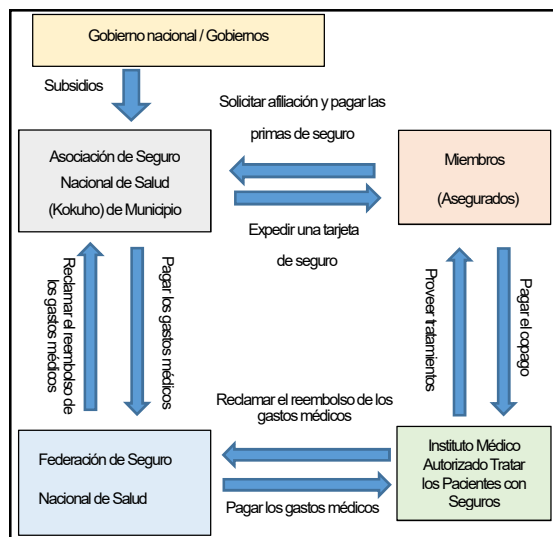 Gobierno nacional / Gobiernos
Subsidios
Solicitar afiliación y pagar las
primas de seguro
Asociación de Seguro
Nacional de Salud
(Kokuho) de Municipio
Miembros
(Asegurados)
Expedir una tarjeta
de seguro
Reclamar el reembolso de
los gastos médicos
Pagar los gastos médicos
Proveer tratamientos
Pagar el copago
Reclamar el reembolso de los
gastos médicos
Federación de Seguro
Nacional de Salud
Instituto Médico
Autorizado Tratar
los Pacientes con
Seguros
Pagar los gastos médicos